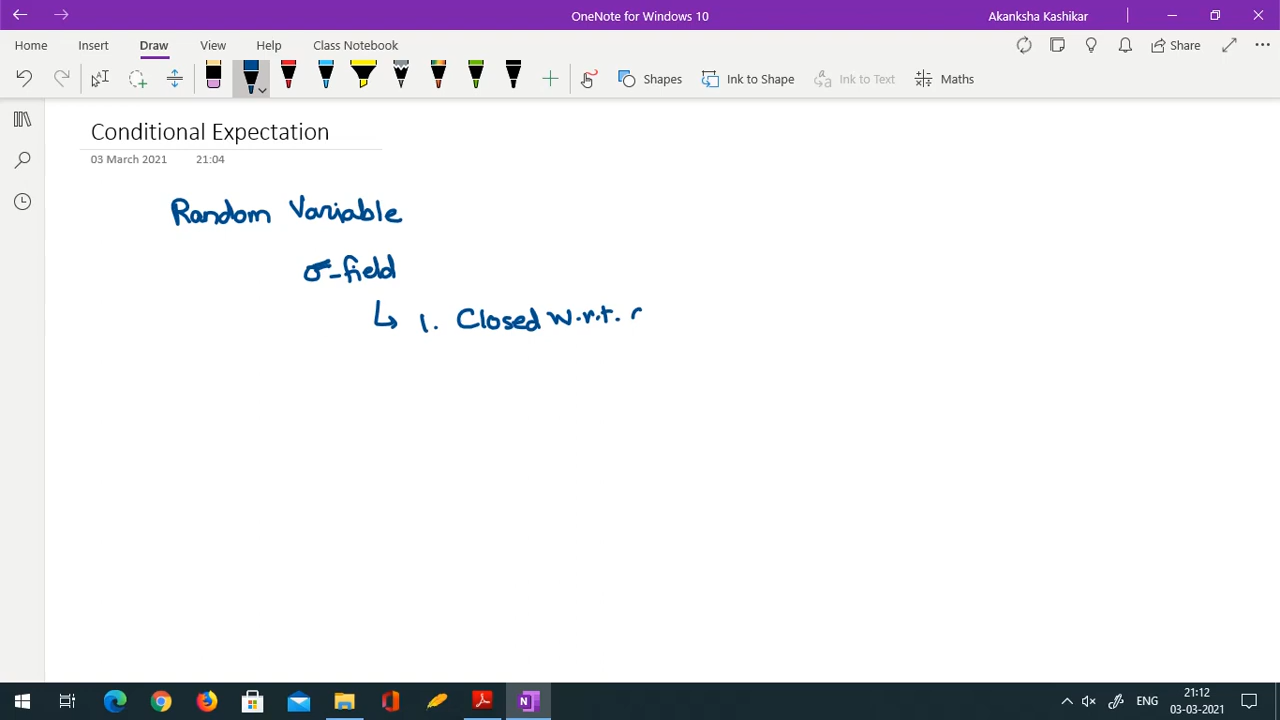 OneNote for Windows 10
Akanksha Kashikar
Home Insert Draw View Help Class Notebook
Share
Shapes Ink to Shape Ink to Text Maths
Conditional Expectation
03 March 2021 21:04
Random Variable
σ-field
↳ 1. Closed w.r.t.
ENG
21:12
03-03-2021